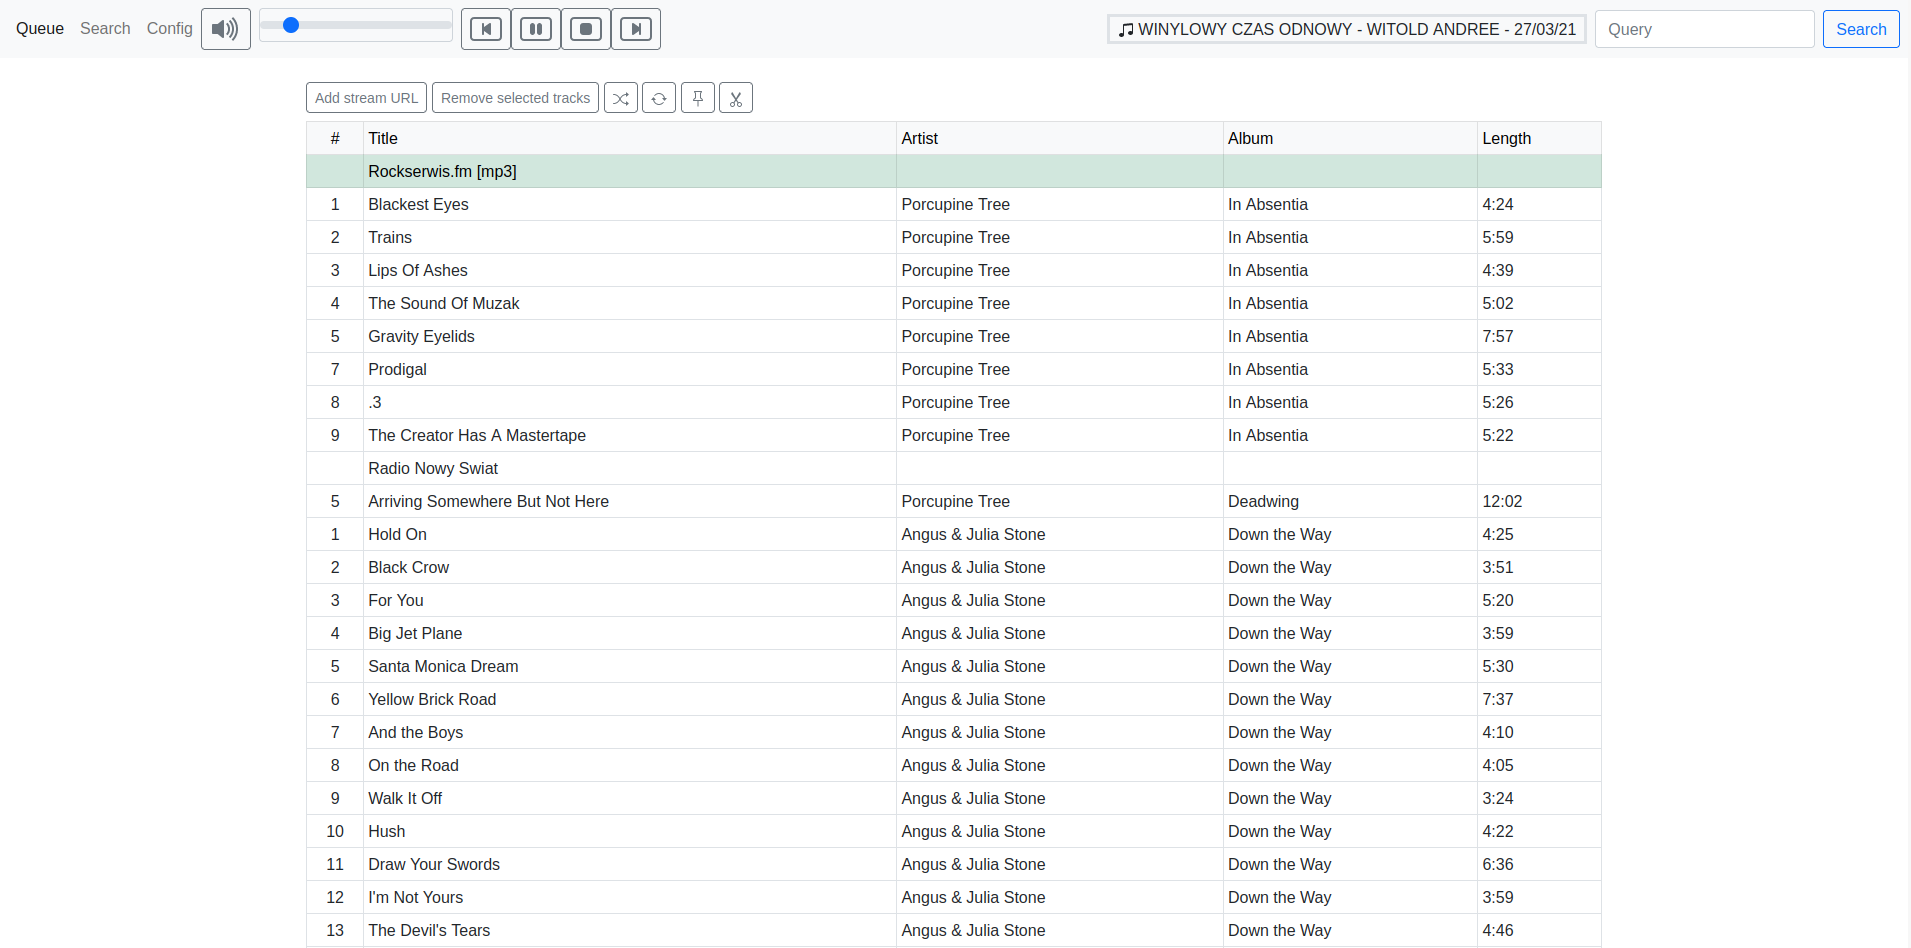 Queue Search Config WINYLOWY CZAS ODNOWY - WITOLD ANDREE - 27/03/21 Query Search
Add stream URL Remove selected tracks
# Title Artist Album Length
Rockserwis.fm [mp3]
1 Blackest Eyes Porcupine Tree In Absentia 4:24
2 Trains Porcupine Tree In Absentia 5:59
3 Lips Of Ashes Porcupine Tree In Absentia 4:39
4 The Sound Of Muzak Porcupine Tree In Absentia 5:02
5 Gravity Eyelids Porcupine Tree In Absentia 7:57
7 Prodigal Porcupine Tree In Absentia 5:33
8 .3 Porcupine Tree In Absentia 5:26
9 The Creator Has A Mastertape Porcupine Tree In Absentia 5:22
Radio Nowy Swiat
5 Arriving Somewhere But Not Here Porcupine Tree Deadwing 12:02
1 Hold On Angus & Julia Stone Down the Way 4:25
2 Black Crow Angus & Julia Stone Down the Way 3:51
3 For You Angus & Julia Stone Down the Way 5:20
4 Big Jet Plane Angus & Julia Stone Down the Way 3:59
5 Santa Monica Dream Angus & Julia Stone Down the Way 5:30
6 Yellow Brick Road Angus & Julia Stone Down the Way 7:37
7 And the Boys Angus & Julia Stone Down the Way 4:10
8 On the Road Angus & Julia Stone Down the Way 4:05
9 Walk It Off Angus & Julia Stone Down the Way 3:24
10 Hush Angus & Julia Stone Down the Way 4:22
11 Draw Your Swords Angus & Julia Stone Down the Way 6:36
12 I'm Not Yours Angus & Julia Stone Down the Way 3:59
13 The Devil's Tears Angus & Julia Stone Down the Way 4:46